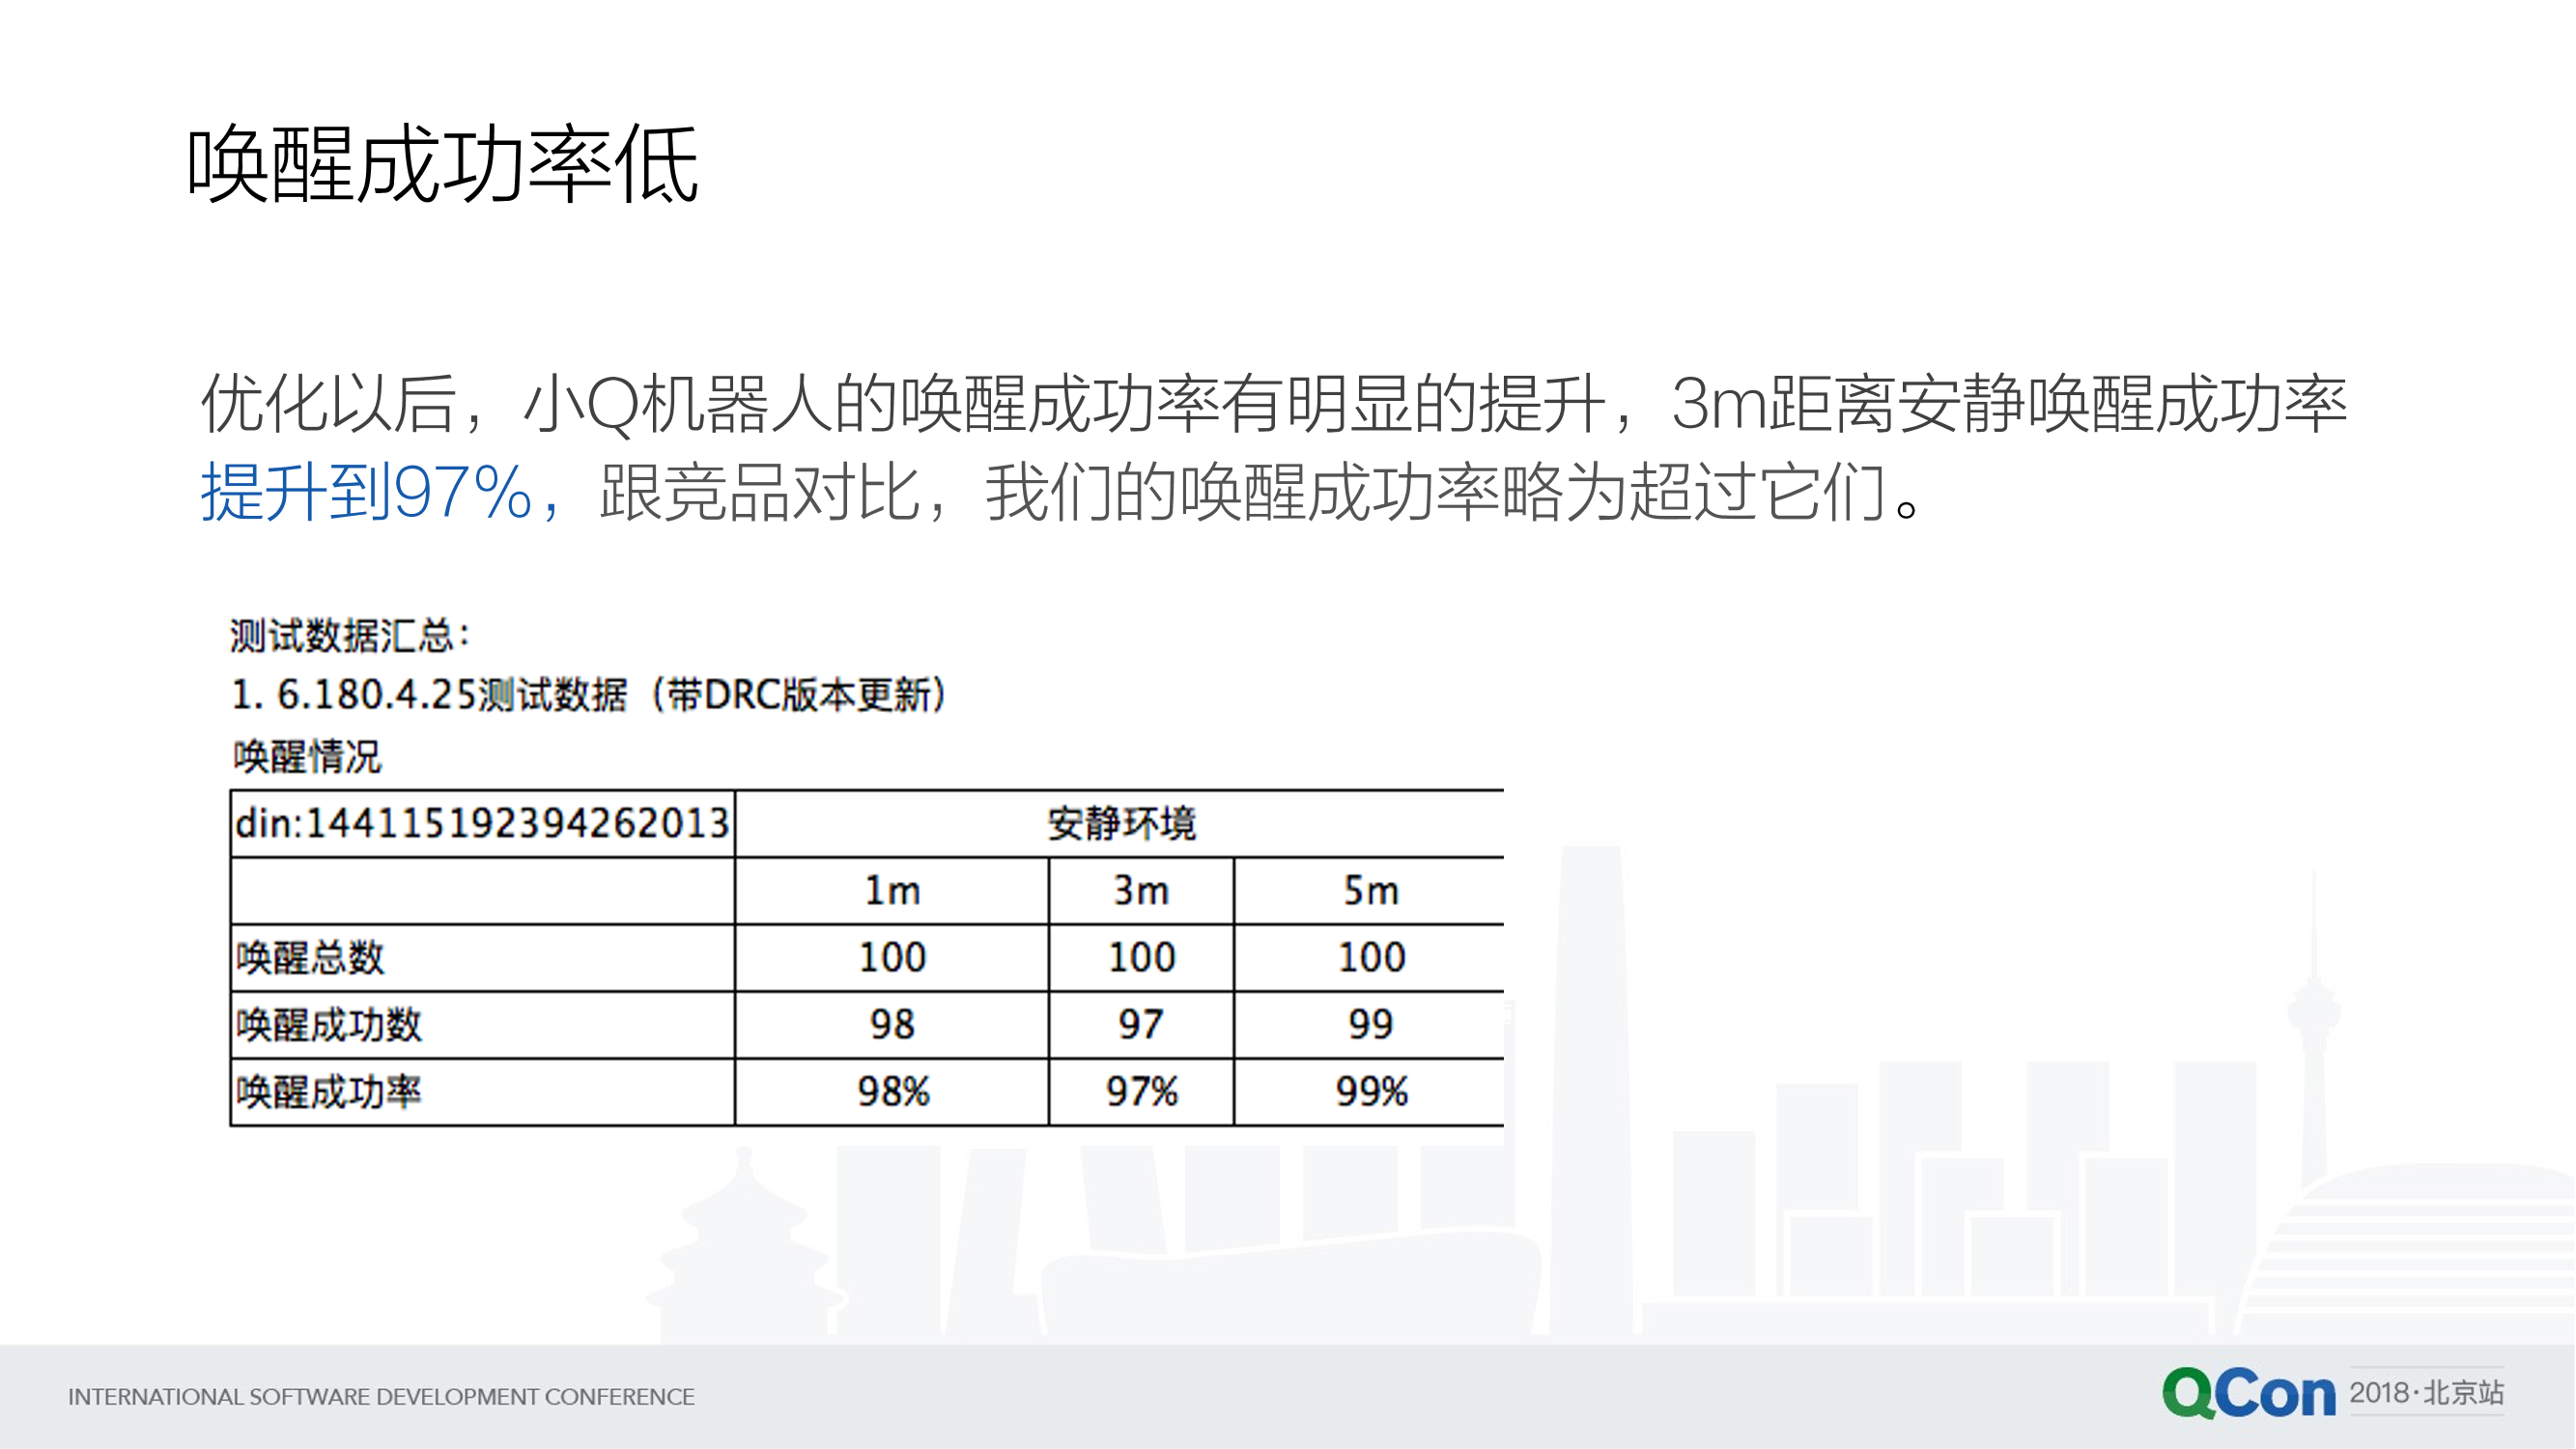 唤醒成功率低
优化以后，小Q机器人的唤醒成功率有明显的提升，3m距离安静唤醒成功率
提升到97%，跟竞品对比，我们的唤醒成功率略为超过它们。
测试数据汇总：
1. 6.180.4.25测试数据（带DRC版本更新）
唤醒情况
din:144115192394262013 安静环境
1m 3m 5m
唤醒总数 100 100 100
唤醒成功数 98 97 99
唤醒成功率 98% 97% 99%
INTERNATIONAL SOFTWARE DEVELOPMENT CONFERENCE
QCon 2018·北京站